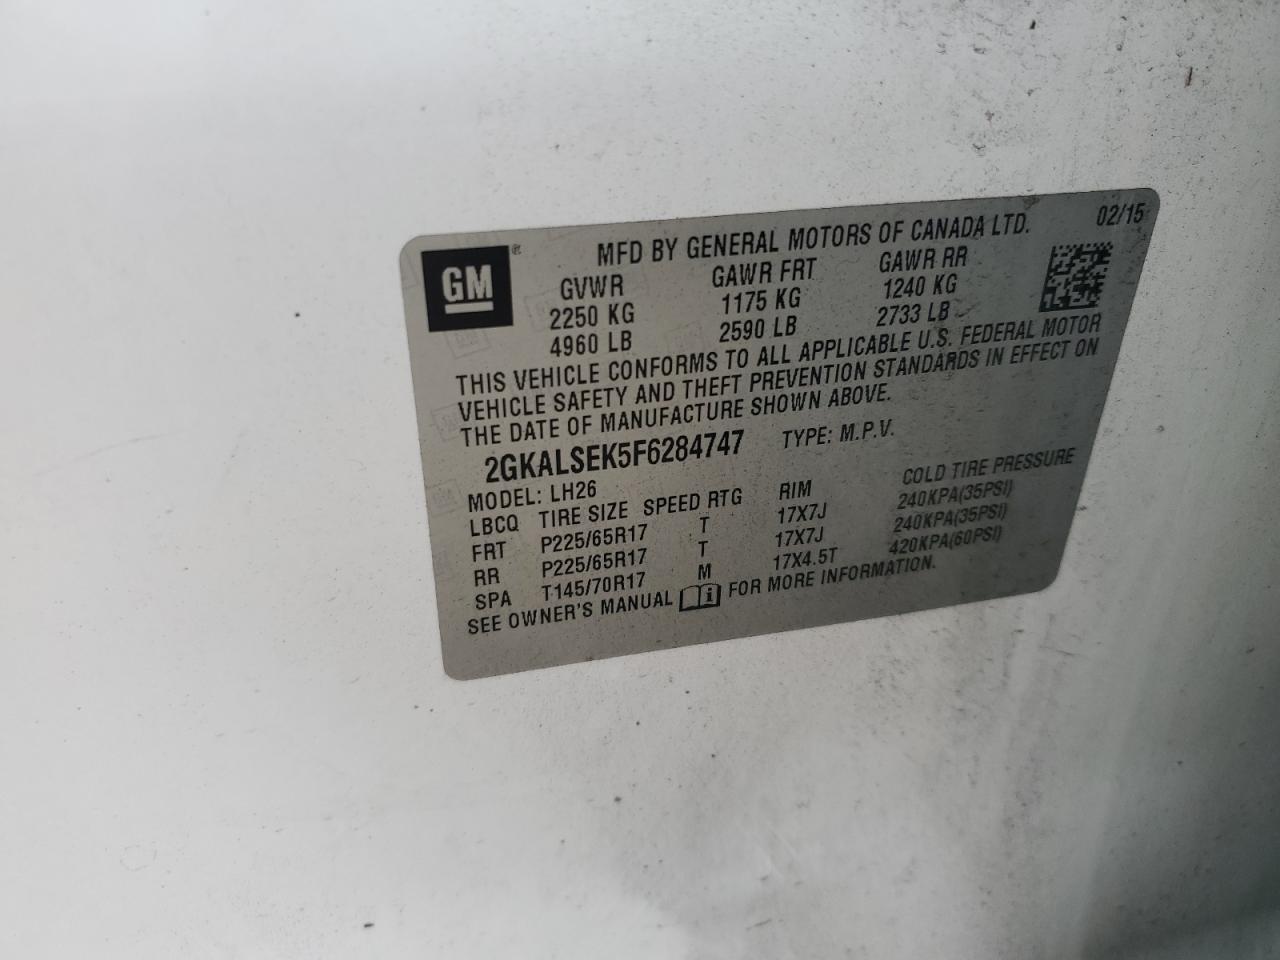 GM ®
MFD BY GENERAL MOTORS OF CANADA LTD. 02/15
GVWR GAWR FRT GAWR RR
2250 KG 1175 KG 1240 KG
4960 LB 2590 LB 2733 LB
THIS VEHICLE CONFORMS TO ALL APPLICABLE U.S. FEDERAL MOTOR
VEHICLE SAFETY AND THEFT PREVENTION STANDARDS IN EFFECT ON
THE DATE OF MANUFACTURE SHOWN ABOVE.
2GKALSEK5F6284747 TYPE: M.P.V.
MODEL: LH26
LBCQ TIRE SIZE SPEED RTG RIM COLD TIRE PRESSURE
FRT P225/65R17 T 17X7J 240KPA(35PSI)
RR P225/65R17 T 17X7J 240KPA(35PSI)
SPA T145/70R17 M 17X4.5T 420KPA(60PSI)
SEE OWNER'S MANUAL i FOR MORE INFORMATION.